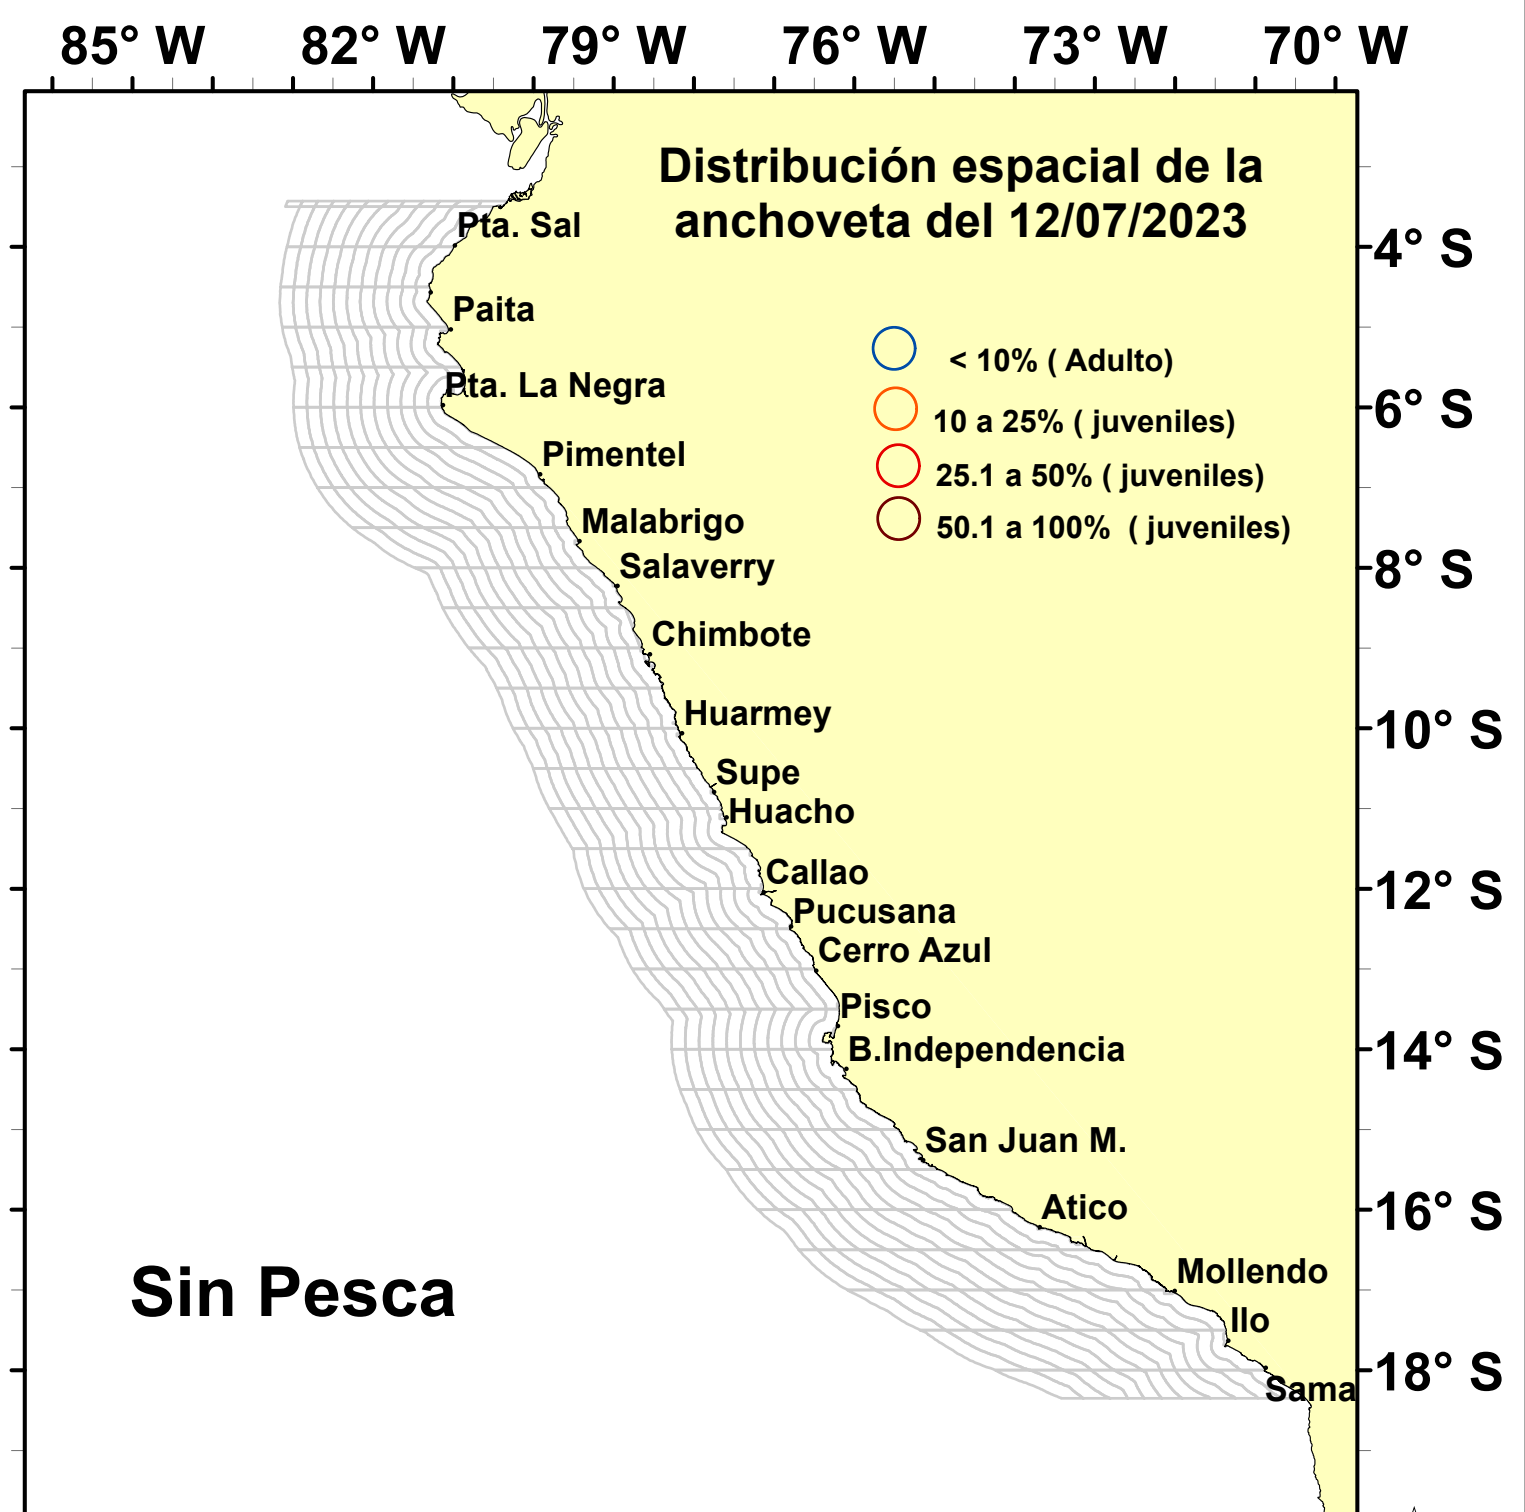 85° W 82° W 79° W 76° W 73° W 70° W
Distribución espacial de la
anchoveta del 12/07/2023
Pta. Sal
4° S
Paita
< 10% ( Adulto)
Pta. La Negra
6° S
10 a 25% ( juveniles)
Pimentel
25.1 a 50% ( juveniles)
Malabrigo
50.1 a 100% ( juveniles)
Salaverry
8° S
Chimbote
Huarmey
10° S
Supe
Huacho
Callao
12° S
Pucusana
Cerro Azul
Pisco
B.Independencia
14° S
San Juan M.
Atico
16° S
Mollendo
Sin Pesca
Ilo
18° S
Sama